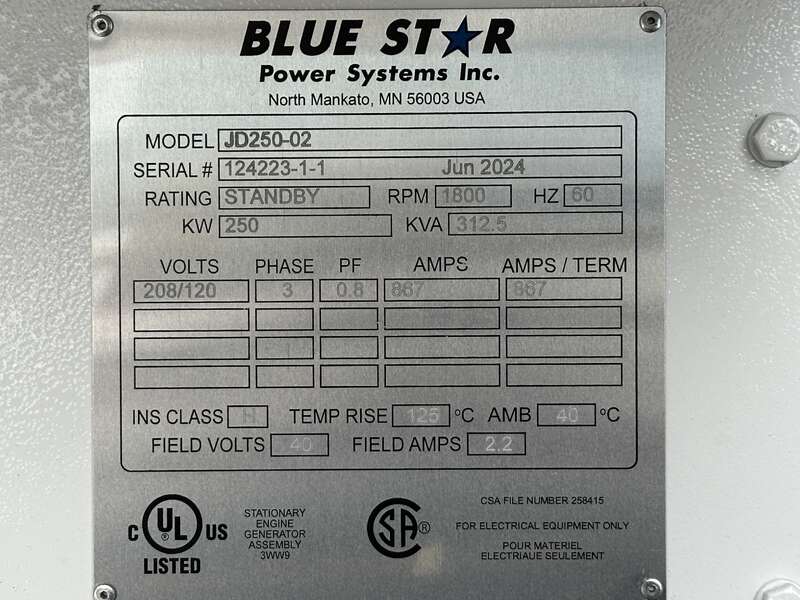 BLUE STAR
Power Systems Inc.
North Mankato, MN 56003 USA
MODEL JD250-02
SERIAL # 124223-1-1 Jun 2024
RATING STANDBY RPM 1800 HZ 60
KW 250 KVA 312.5
VOLTS PHASE PF AMPS AMPS / TERM
208/120 3 0.8 867 867
INS CLASS H TEMP RISE 125 °C AMB 40 °C
FIELD VOLTS 40 FIELD AMPS 2.2
C UL ® US
LISTED
STATIONARY
ENGINE
GENERATOR
ASSEMBLY
3WW9
CSA ®
CSA FILE NUMBER 258415
FOR ELECTRICAL EQUIPMENT ONLY
POUR MATERIEL
ELECTRIAUE SEULEMENT